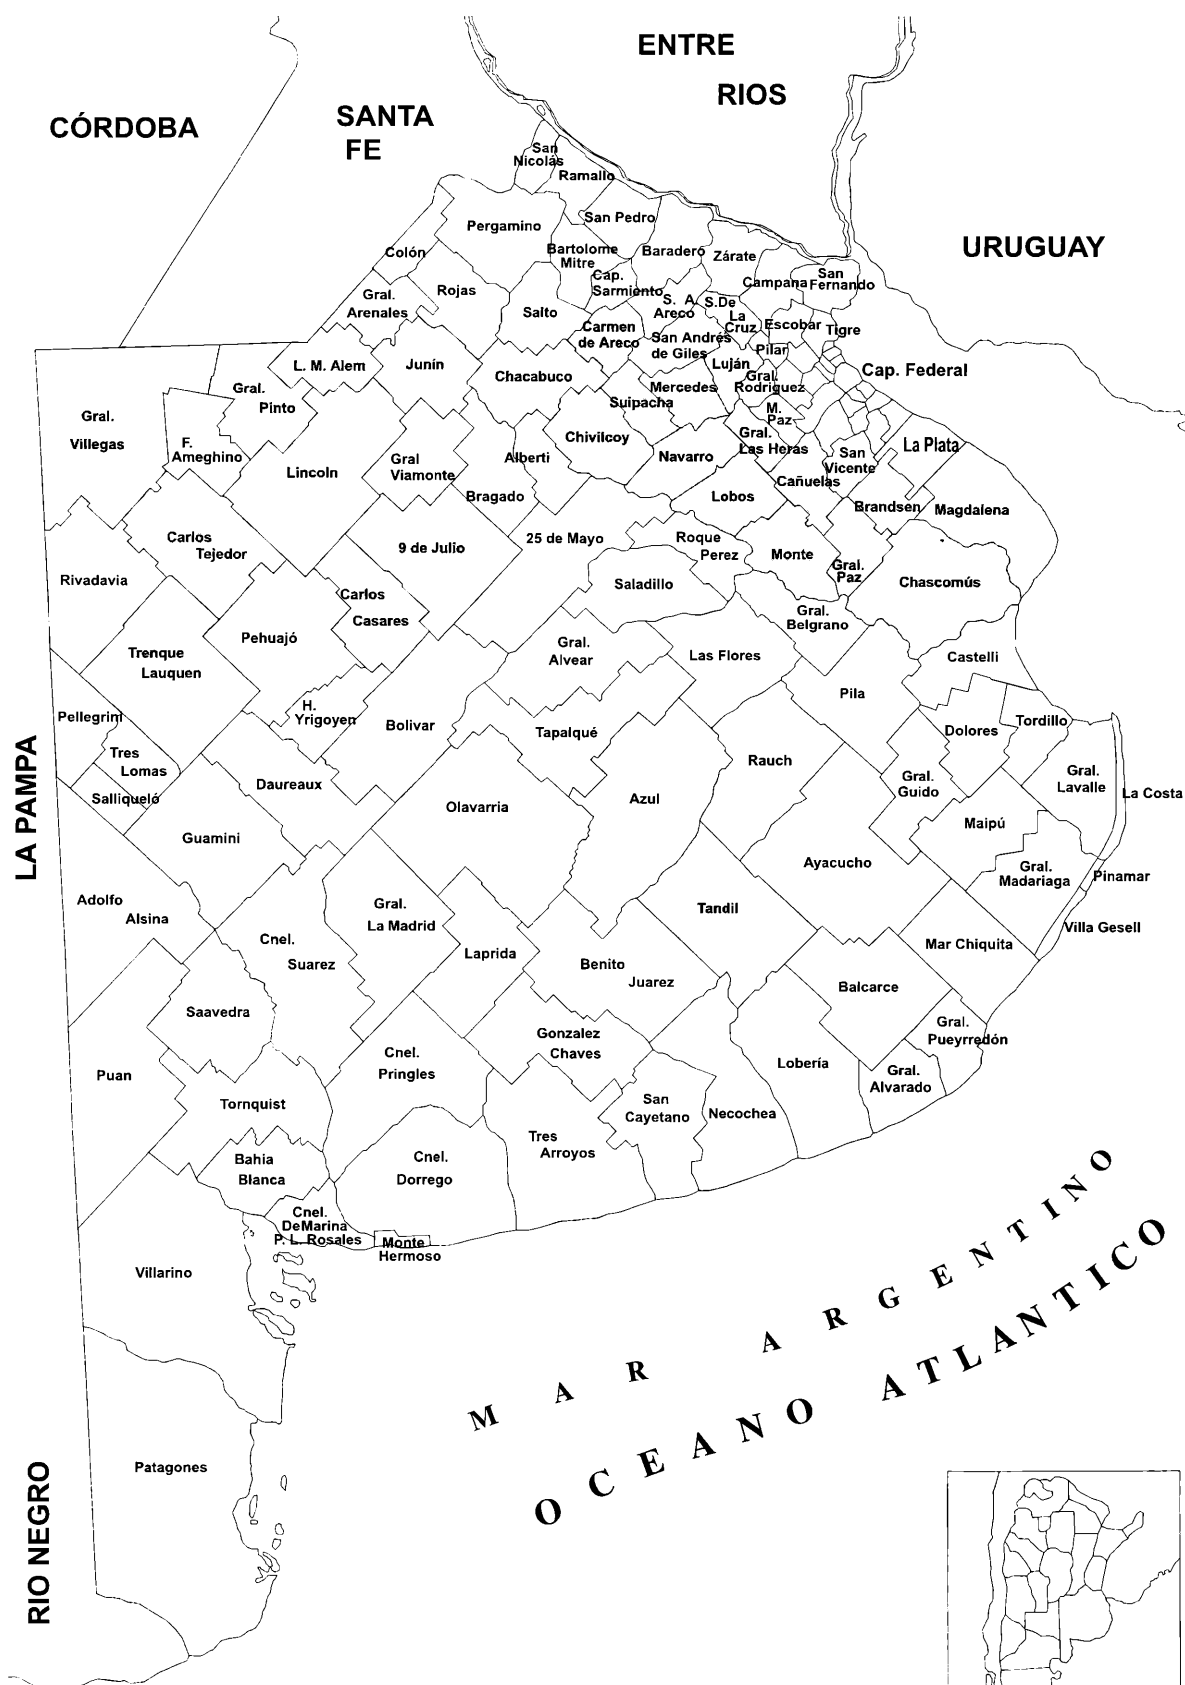 ENTRE
RIOS
CÓRDOBA
SANTA
FE
URUGUAY
San
Nicolás
Ramallo
San Pedro
Pergamino
Colón
Bartolome
Mitre
Baradero
Zárate
San
Fernando
Campana
Cap.
Sarmiento
Gral.
Arenales
Rojas
Salto
S. A.
Areco
S.De
La
Cruz
Escobar
Tigre
Carmen
de Areco
San Andrés
de Giles
Pilar
Luján
Gral.
Rodriguez
Cap. Federal
L. M. Alem
Junín
Chacabuco
Mercedes
Suipacha
Gral.
Pinto
Gral.
Villegas
F.
Ameghino
M.
Paz
Gral.
Las Heras
Chivilcoy
Navarro
San
Vicente
La Plata
Cañuelas
Lincoln
Gral
Viamonte
Alberti
Bragado
Lobos
Brandsen
Magdalena
Carlos
Tejedor
9 de Julio
25 de Mayo
Roque
Perez
Monte
Gral.
Paz
Chascomús
Rivadavia
Carlos
Casares
Saladillo
Gral.
Belgrano
Pehuajó
Trenque
Lauquen
Gral.
Alvear
Las Flores
Castelli
Pila
Pellegrini
H.
Yrigoyen
Bolivar
Tapalqué
Dolores
Tordillo
Tres
Lomas
Rauch
Gral.
Guido
Gral.
Lavalle
La Costa
Salliqueló
Daureaux
Olavarria
Azul
LA PAMPA
Guamini
Maipú
Ayacucho
Gral.
Madariaga
Pinamar
Adolfo
Alsina
Gral.
La Madrid
Tandil
Villa Gesell
Cnel.
Suarez
Laprida
Benito
Juarez
Mar Chiquita
Balcarce
Saavedra
Gonzalez
Chaves
Gral.
Pueyrredón
Puan
Cnel.
Pringles
Lobería
Gral.
Alvarado
Tornquist
San
Cayetano
Necochea
Tres
Arroyos
Bahia
Blanca
Cnel.
Dorrego
Cnel.
DeMarina
P. L. Rosales
Monte
Hermoso
Villarino
MAR ARGENTINO
OCEANO ATLANTICO
Patagones
RIO NEGRO